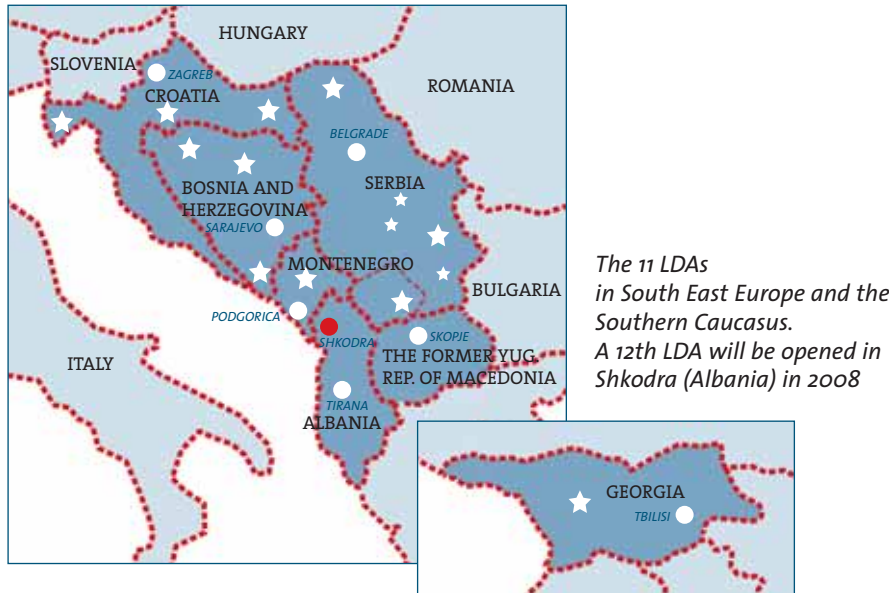 HUNGARY
SLOVENIA
ZAGREB
ROMANIA
CROATIA
BELGRADE
SERBIA
BOSNIA AND
HERZEGOVINA
SARAJEVO
MONTENEGRO
BULGARIA
PODGORICA
SHKODRA
SKOPJE
ITALY
THE FORMER YUG.
REP. OF MACEDONIA
TIRANA
ALBANIA
The 11 LDAs
in South East Europe and the
Southern Caucasus.
A 12th LDA will be opened in
Shkodra (Albania) in 2008
GEORGIA
TBILISI